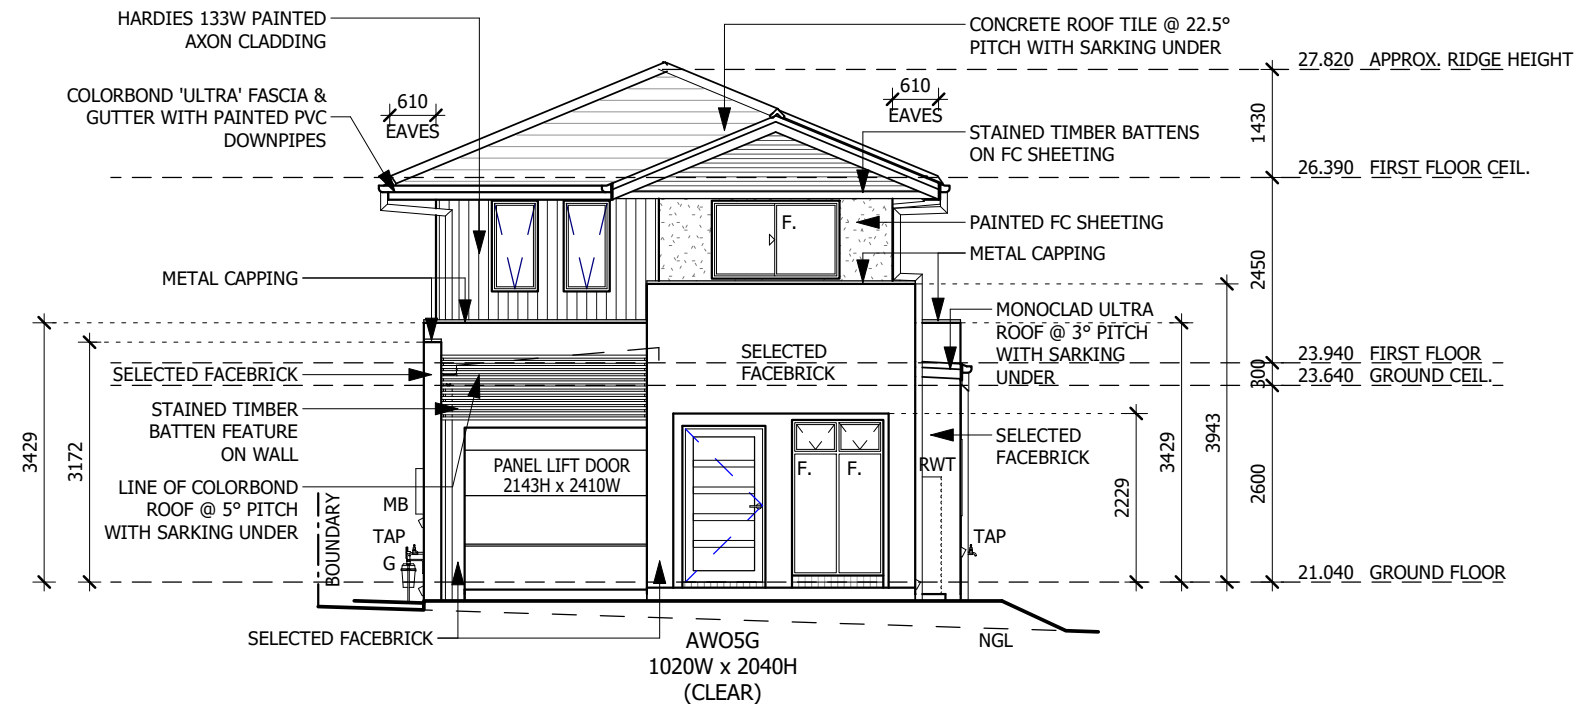 HARDIES 133W PAINTED
AXON CLADDING
CONCRETE ROOF TILE @ 22.5°
PITCH WITH SARKING UNDER
27.820 APPROX. RIDGE HEIGHT
COLORBOND 'ULTRA' FASCIA &
GUTTER WITH PAINTED PVC
DOWNPIPES
610
EAVES
610
EAVES
1430
STAINED TIMBER BATTENS
ON FC SHEETING
26.390 FIRST FLOOR CEIL.
F.
PAINTED FC SHEETING
METAL CAPPING
METAL CAPPING
2450
MONOCLAD ULTRA
ROOF @ 3° PITCH
WITH SARKING
UNDER
SELECTED
FACEBRICK
23.940 FIRST FLOOR
300
23.640 GROUND CEIL.
SELECTED FACEBRICK
STAINED TIMBER
BATTEN FEATURE
ON WALL
3429
3172
SELECTED
FACEBRICK
3429
3943
2229
2600
PANEL LIFT DOOR
2143H x 2410W
F.
F.
RWT
LINE OF COLORBOND
ROOF @ 5° PITCH
WITH SARKING UNDER
BOUNDARY
MB
TAP
G
TAP
21.040 GROUND FLOOR
SELECTED FACEBRICK
AWO5G
1020W x 2040H
(CLEAR)
NGL